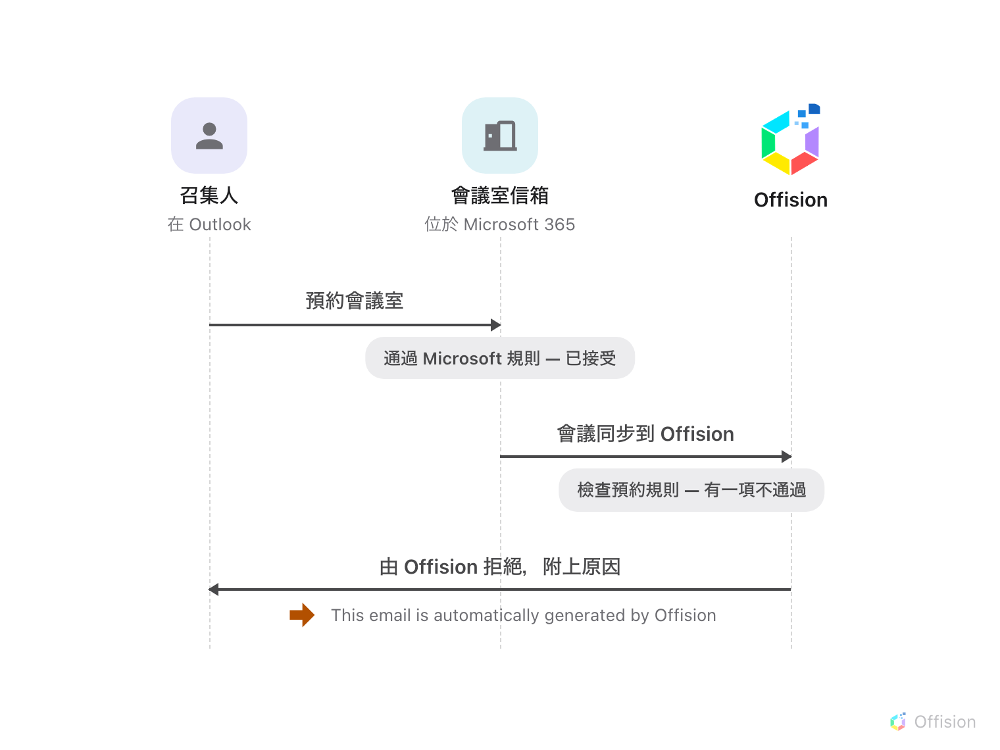 召集人
在 Outlook
會議室信箱
位於 Microsoft 365
Offision
預約會議室
通過 Microsoft 規則 — 已接受
會議同步到 Offision
檢查預約規則 — 有一項不通過
由 Offision 拒絕，附上原因
This email is automatically generated by Offision
Offision